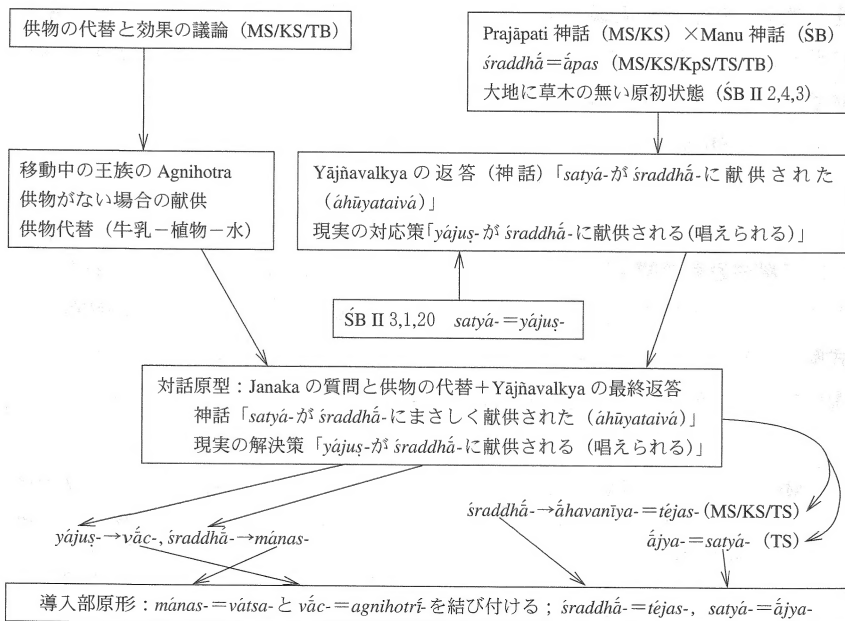 供物の代替と効果の議論（MS/KS/TB）
Prajāpati 神話（MS/KS）×Manu 神話（ŚB）
śraddhā́＝ā́pas（MS/KS/KpS/TS/TB）
大地に草木の無い原初状態（ŚB II 2,4,3）
移動中の王族の Agnihotra
供物がない場合の献供
供物代替（牛乳－植物－水）
Yājñavalkya の返答（神話）「satyá-が śraddhā́-に献供された
（áhūyataivá）」
現実の対応策「yájuṣ-が śraddhā́-に献供される（唱えられる）」
ŚB II 3,1,20　satyá-＝yájuṣ-
対話原型：Janaka の質問と供物の代替＋Yājñavalkya の最終返答
神話「satyá-が śraddhā́-にまさしく献供された（áhūyataivá）」
現実の解決策「yájuṣ-が śraddhā́-に献供される（唱えられる）」
śraddhā́-→ā́havanīya-＝téjas-（MS/KS/TS）
ā́jya-＝satyá-（TS）
yájuṣ-→vā́c-, śraddhā́-→mánas-
導入部原形：mánas-＝vátsa-と vā́c-＝agnihotrī́-を結び付ける；śraddhā́-＝téjas-, satyá-＝ā́jya-